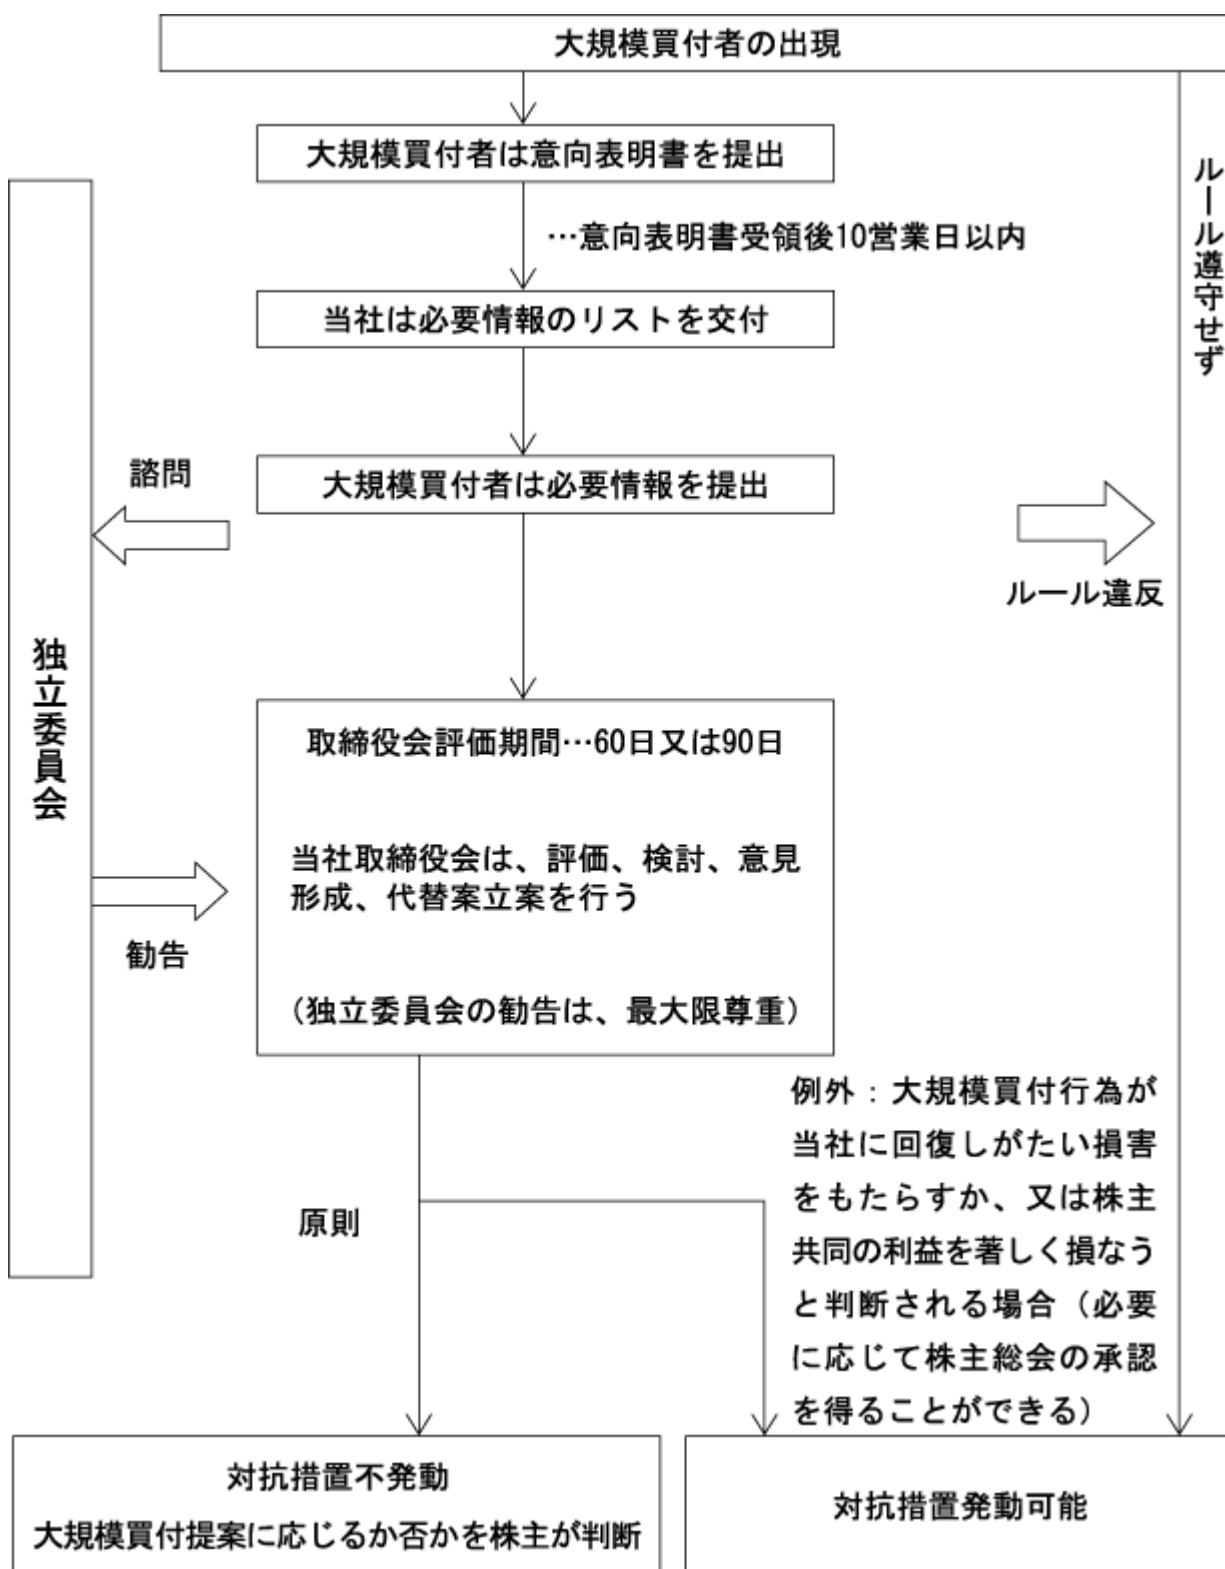 大規模買付者の出現
大規模買付者は意向表明書を提出
…意向表明書受領後10営業日以内
当社は必要情報のリストを交付
大規模買付者は必要情報を提出
諮問
独立委員会
勧告
ルール遵守せず
ルール違反
取締役会評価期間…60日又は90日
当社取締役会は、評価、検討、意見
形成、代替案立案を行う
（独立委員会の勧告は、最大限尊重）
原則
例外：大規模買付行為が
当社に回復しがたい損害
をもたらすか、又は株主
共同の利益を著しく損なう
と判断される場合（必要
に応じて株主総会の承認
を得ることができる）
対抗措置不発動
大規模買付提案に応じるか否かを株主が判断
対抗措置発動可能